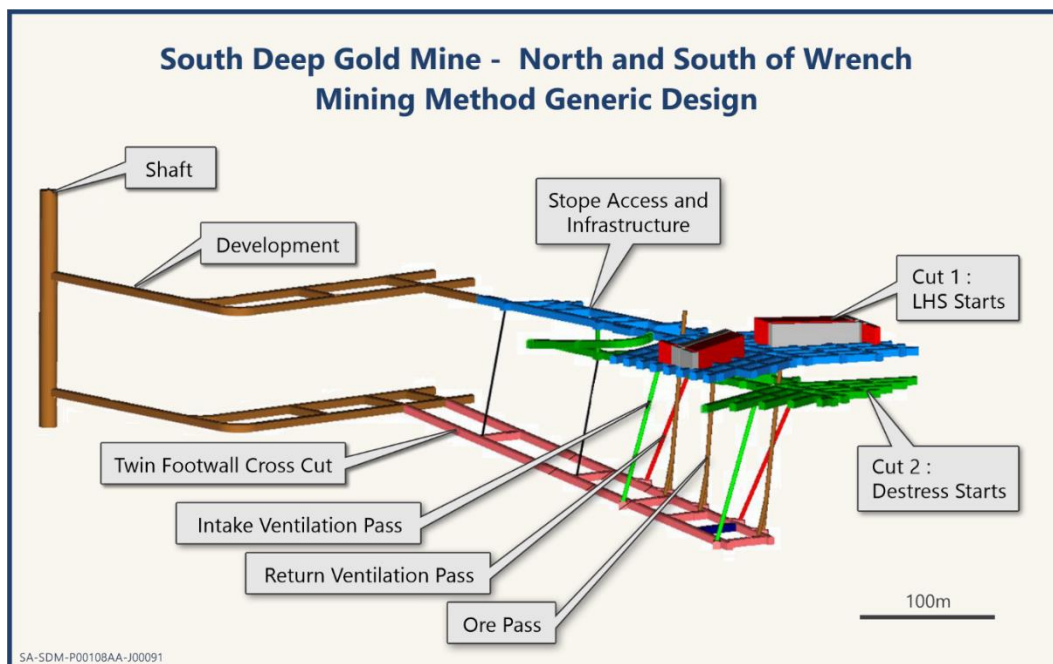 South Deep Gold Mine - North and South of Wrench
Mining Method Generic Design
Shaft
Development
Stope Access and
Infrastructure
Cut 1 :
LHS Starts
Twin Footwall Cross Cut
Intake Ventilation Pass
Return Ventilation Pass
Ore Pass
Cut 2 :
Destress Starts
100m
SA-SDM-P00108AA-J00091